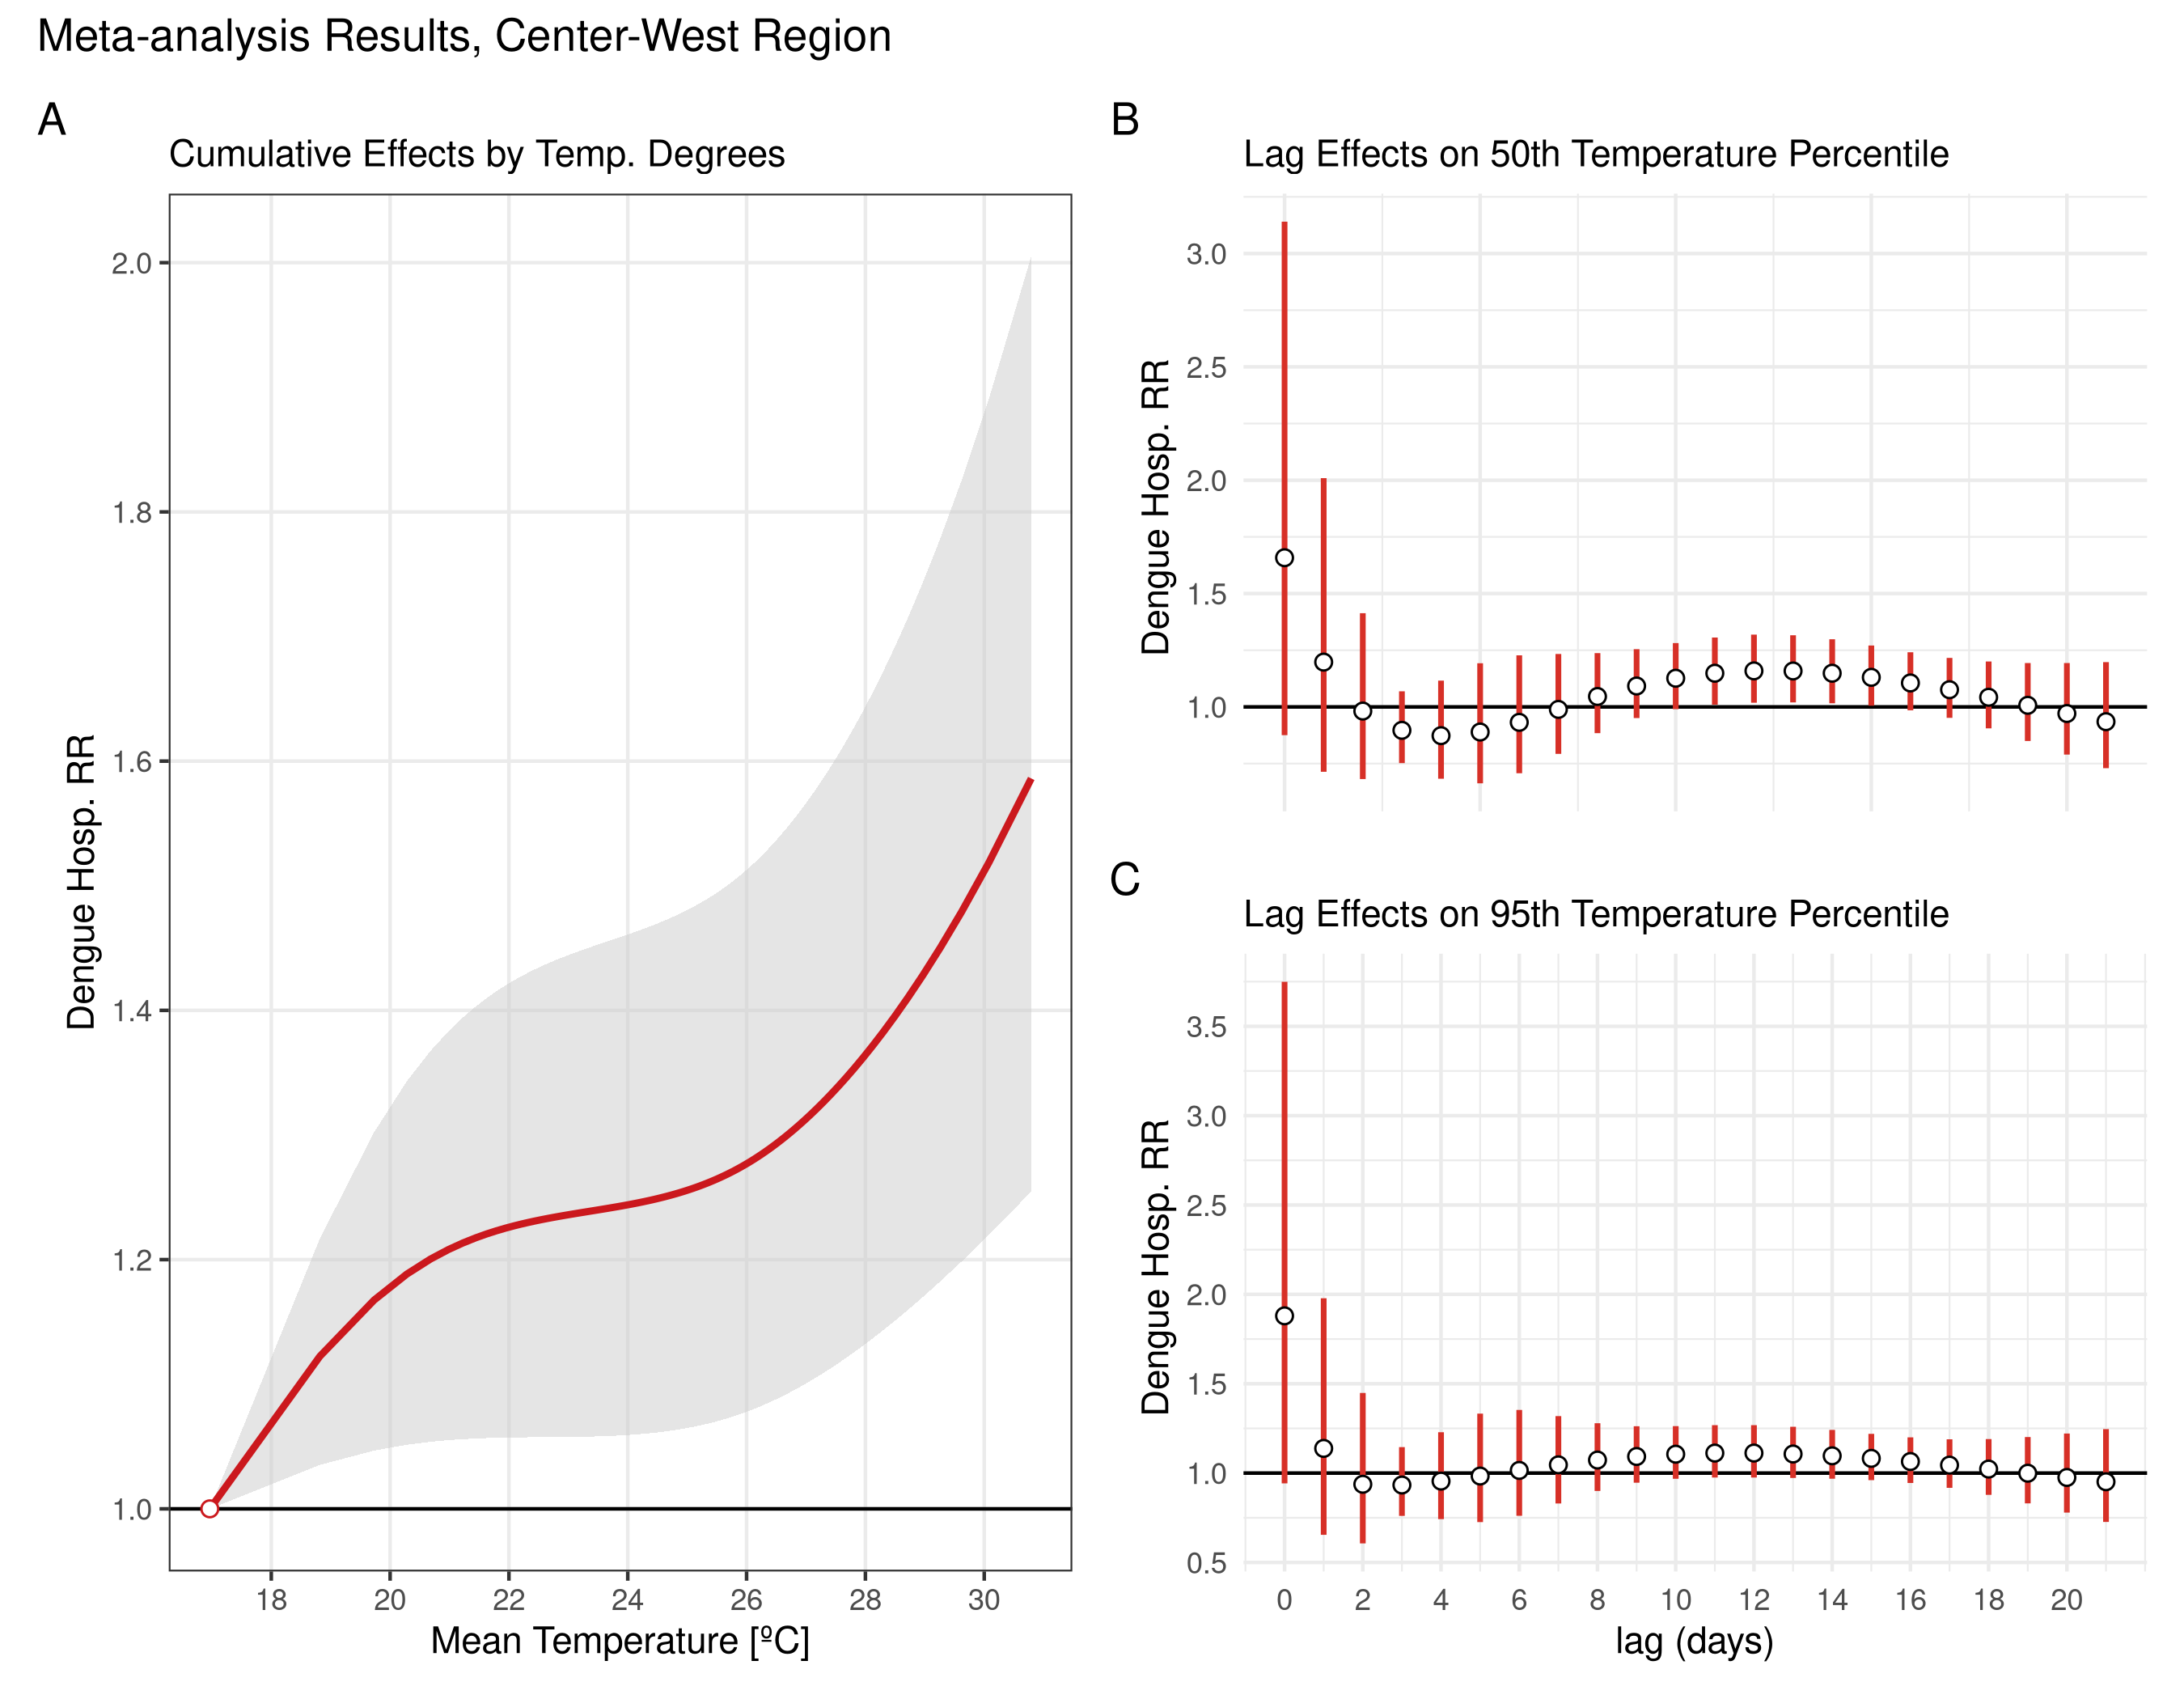 Meta-analysis Results, Center-West Region
A
Cumulative Effects by Temp. Degrees
Dengue Hosp. RR
2.0
1.8
1.6
1.4
1.2
1.0
18 20 22 24 26 28 30
Mean Temperature [ºC]
B
Lag Effects on 50th Temperature Percentile
Dengue Hosp. RR
3.0
2.5
2.0
1.5
1.0
C
Lag Effects on 95th Temperature Percentile
Dengue Hosp. RR
3.5
3.0
2.5
2.0
1.5
1.0
0.5
0 2 4 6 8 10 12 14 16 18 20
lag (days)